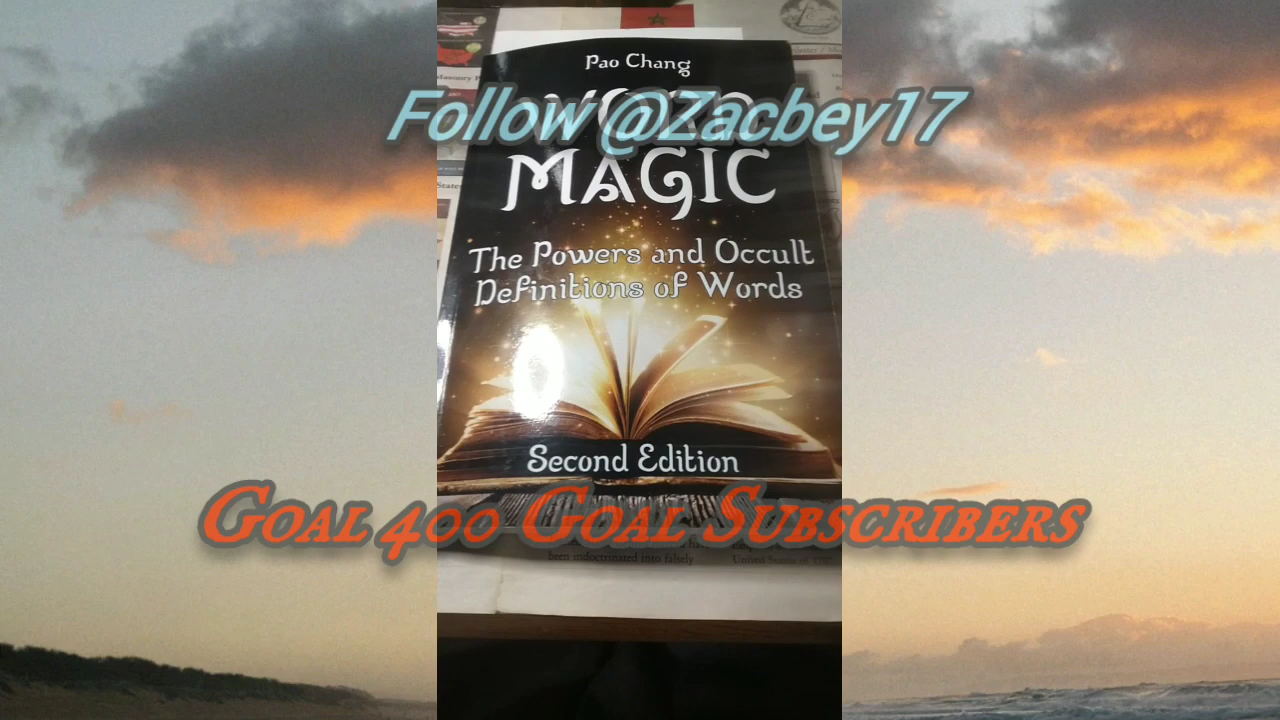 Pao Chang
Follow @Zacbey17
MAGIC
The Powers and Occult
Definitions of Words
Second Edition
GOAL 400 GOAL SUBSCRIBERS
been indoctrinated into falsely
United States of